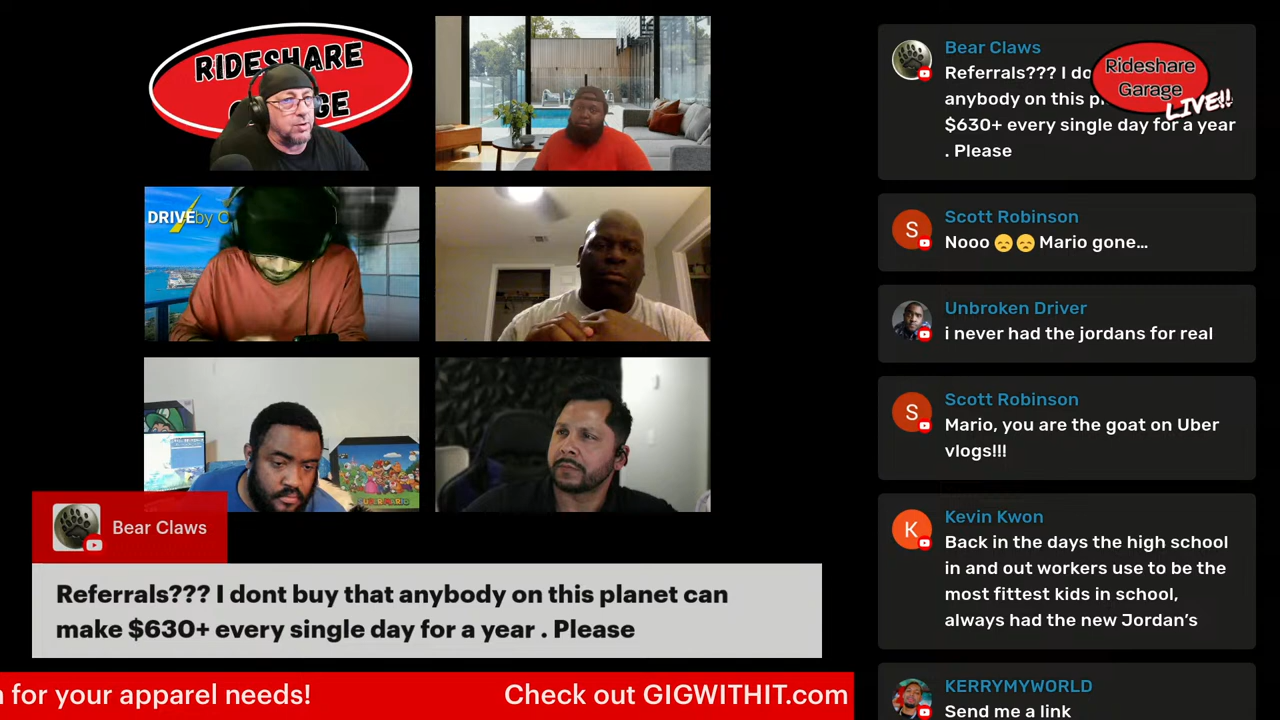 RIDESHARE
GARAGE
DRIVEby
Bear Claws
Referrals??? I dont buy that anybody on this planet can
make $630+ every single day for a year . Please
n for your apparel needs!
Check out GIGWITHIT.com
Bear Claws
Referrals??? I do
anybody on this
$630+ every single day for a year
. Please
Rideshare
Garage
LIVE!!
Scott Robinson
Nooo 😞😞 Mario gone...
Unbroken Driver
i never had the jordans for real
Scott Robinson
Mario, you are the goat on Uber
vlogs!!!
Kevin Kwon
Back in the days the high school
in and out workers use to be the
most fittest kids in school,
always had the new Jordan’s
KERRYMYWORLD
Send me a link